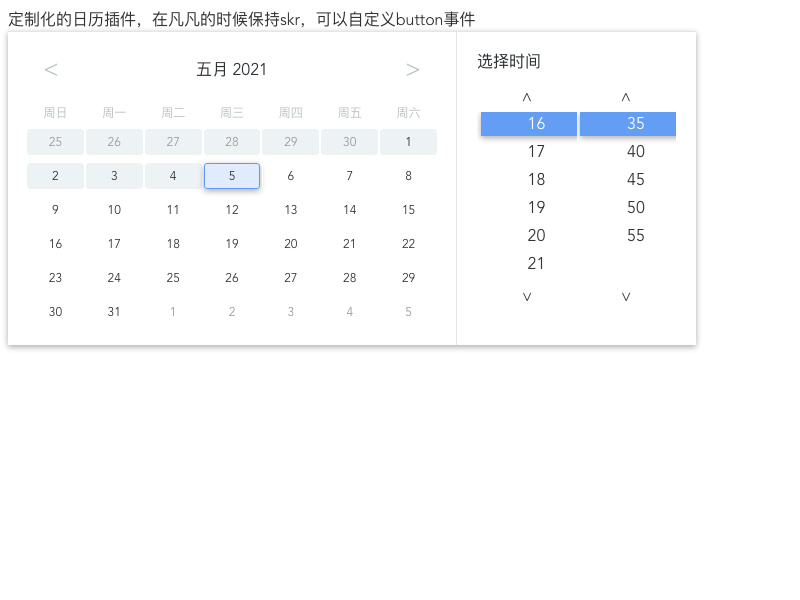 定制化的日历插件，在凡凡的时候保持skr，可以自定义button事件
< 五月 2021 >
周日 周一 周二 周三 周四 周五 周六
25 26 27 28 29 30 1
2 3 4 5 6 7 8
9 10 11 12 13 14 15
16 17 18 19 20 21 22
23 24 25 26 27 28 29
30 31 1 2 3 4 5
选择时间
16 35
17 40
18 45
19 50
20 55
21